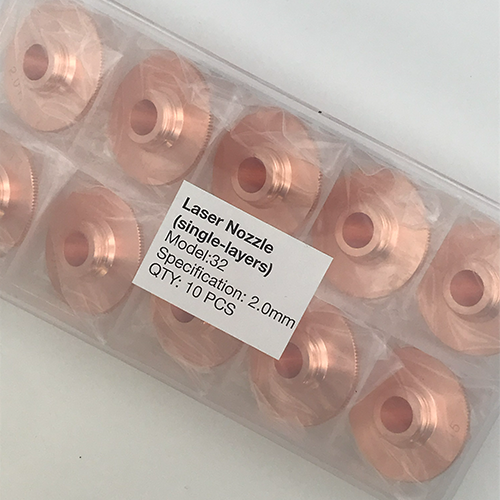 Laser Nozzle
(single-layers)
Model:32
Specification: 2.0mm
QTY: 10 PCS